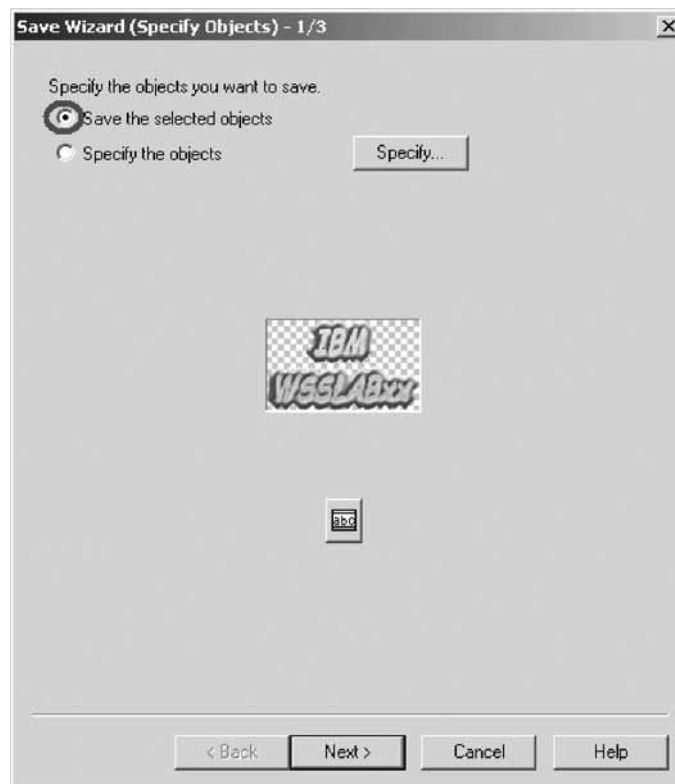 Save Wizard (Specify Objects) - 1/3
Specify the objects you want to save.
Save the selected objects
Specify the objects
Specify...
IBM
WSSLABxx
abc
< Back
Next >
Cancel
Help